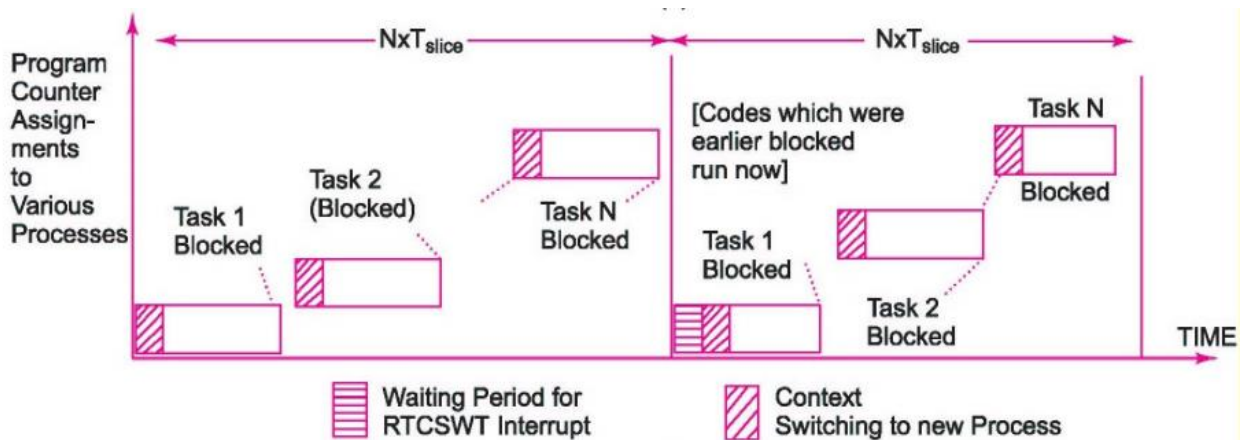 NxTslice
NxTslice
Program
Counter
Assign-
ments
to
Various
Processes
Task 1
Blocked
Task 2
(Blocked)
Task N
Blocked
[Codes which were
earlier blocked
run now]
Task 1
Blocked
Task 2
Blocked
Task N
Blocked
TIME
Waiting Period for
RTCSWT Interrupt
Context
Switching to new Process